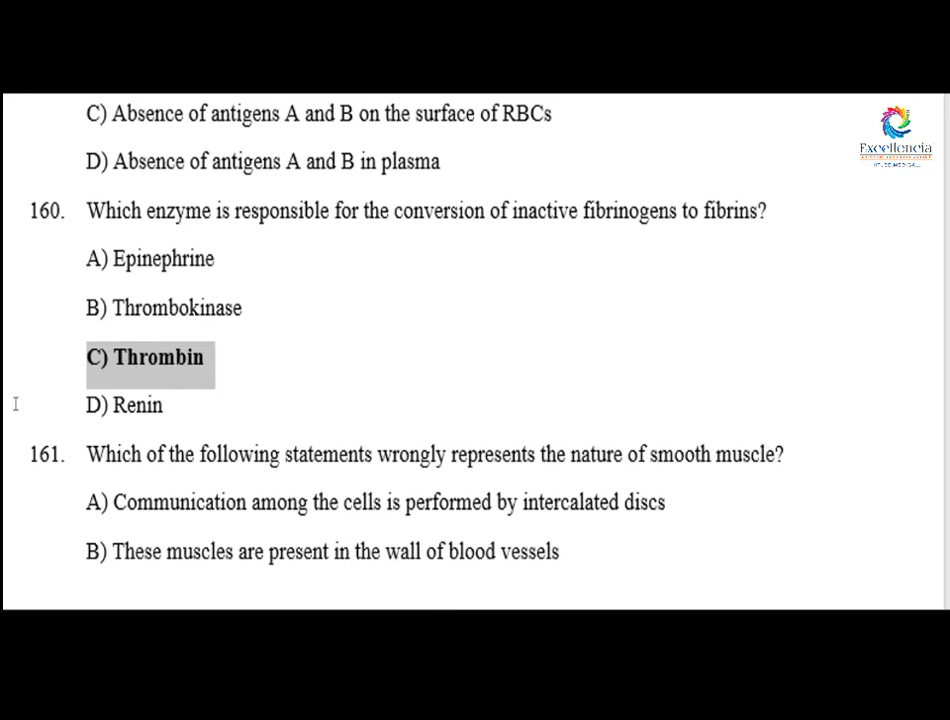 C) Absence of antigens A and B on the surface of RBCs
Excellencia
D) Absence of antigens A and B in plasma
160. Which enzyme is responsible for the conversion of inactive fibrinogens to fibrins?
A) Epinephrine
B) Thrombokinase
C) Thrombin
D) Renin
161. Which of the following statements wrongly represents the nature of smooth muscle?
A) Communication among the cells is performed by intercalated discs
B) These muscles are present in the wall of blood vessels